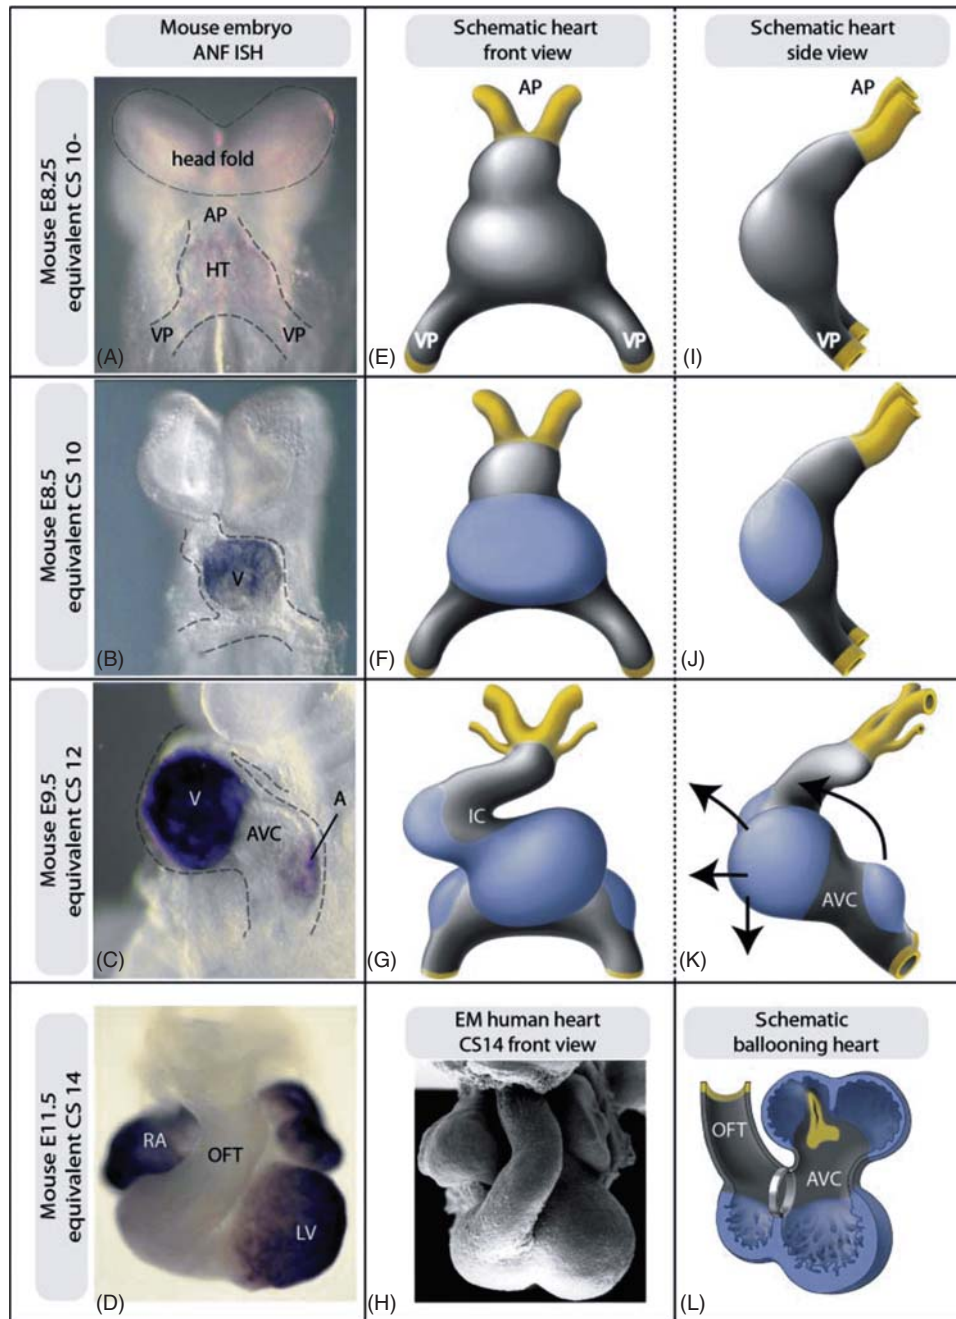 Mouse embryo
ANF ISH
Schematic heart
front view
Schematic heart
side view
Mouse E8.25
equivalent CS 10-
head fold
AP
HT
VP
VP
(A)
AP
VP
VP
(E)
AP
VP
(I)
Mouse E8.5
equivalent CS 10
V
(B)
(F)
(J)
Mouse E9.5
equivalent CS 12
V
A
AVC
(C)
IC
(G)
AVC
(K)
Mouse E11.5
equivalent CS 14
RA
OFT
LV
(D)
EM human heart
CS14 front view
(H)
Schematic
ballooning heart
OFT
AVC
(L)